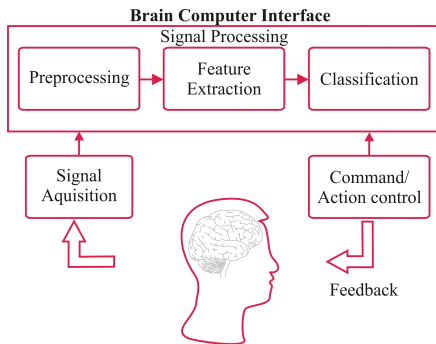 Brain Computer Interface
Signal Processing
Preprocessing
Feature
Extraction
Classification
Signal
Aquisition
Command/
Action control
Feedback